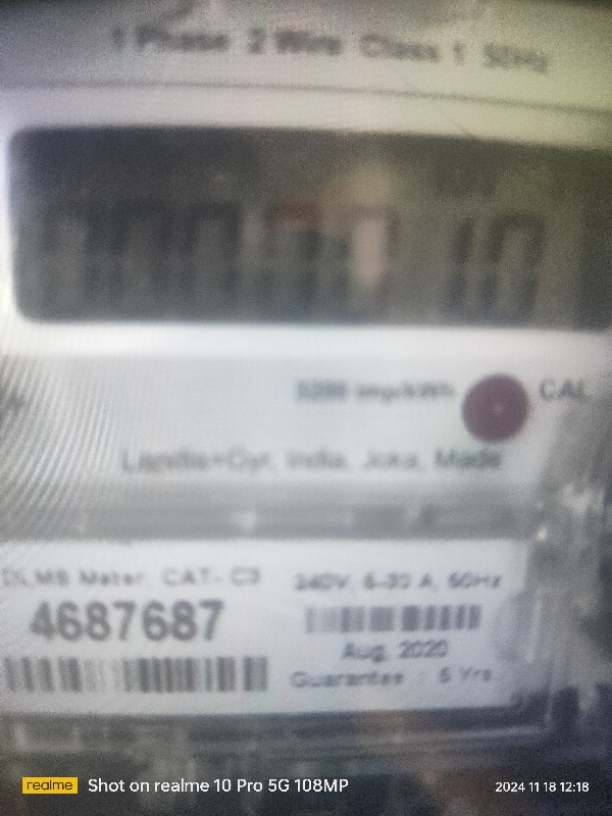 1 Phase 2 Wire Class 1 50Hz
imp/kWh CAL
Landis+Gyr, India, Joka, Made
DLMS Meter, CAT- C3
4687687
240V, 5-30 A, 50Hz
Aug. 2020
Guarantee : 5 Yrs
realme Shot on realme 10 Pro 5G 108MP
2024 11 18 12:18